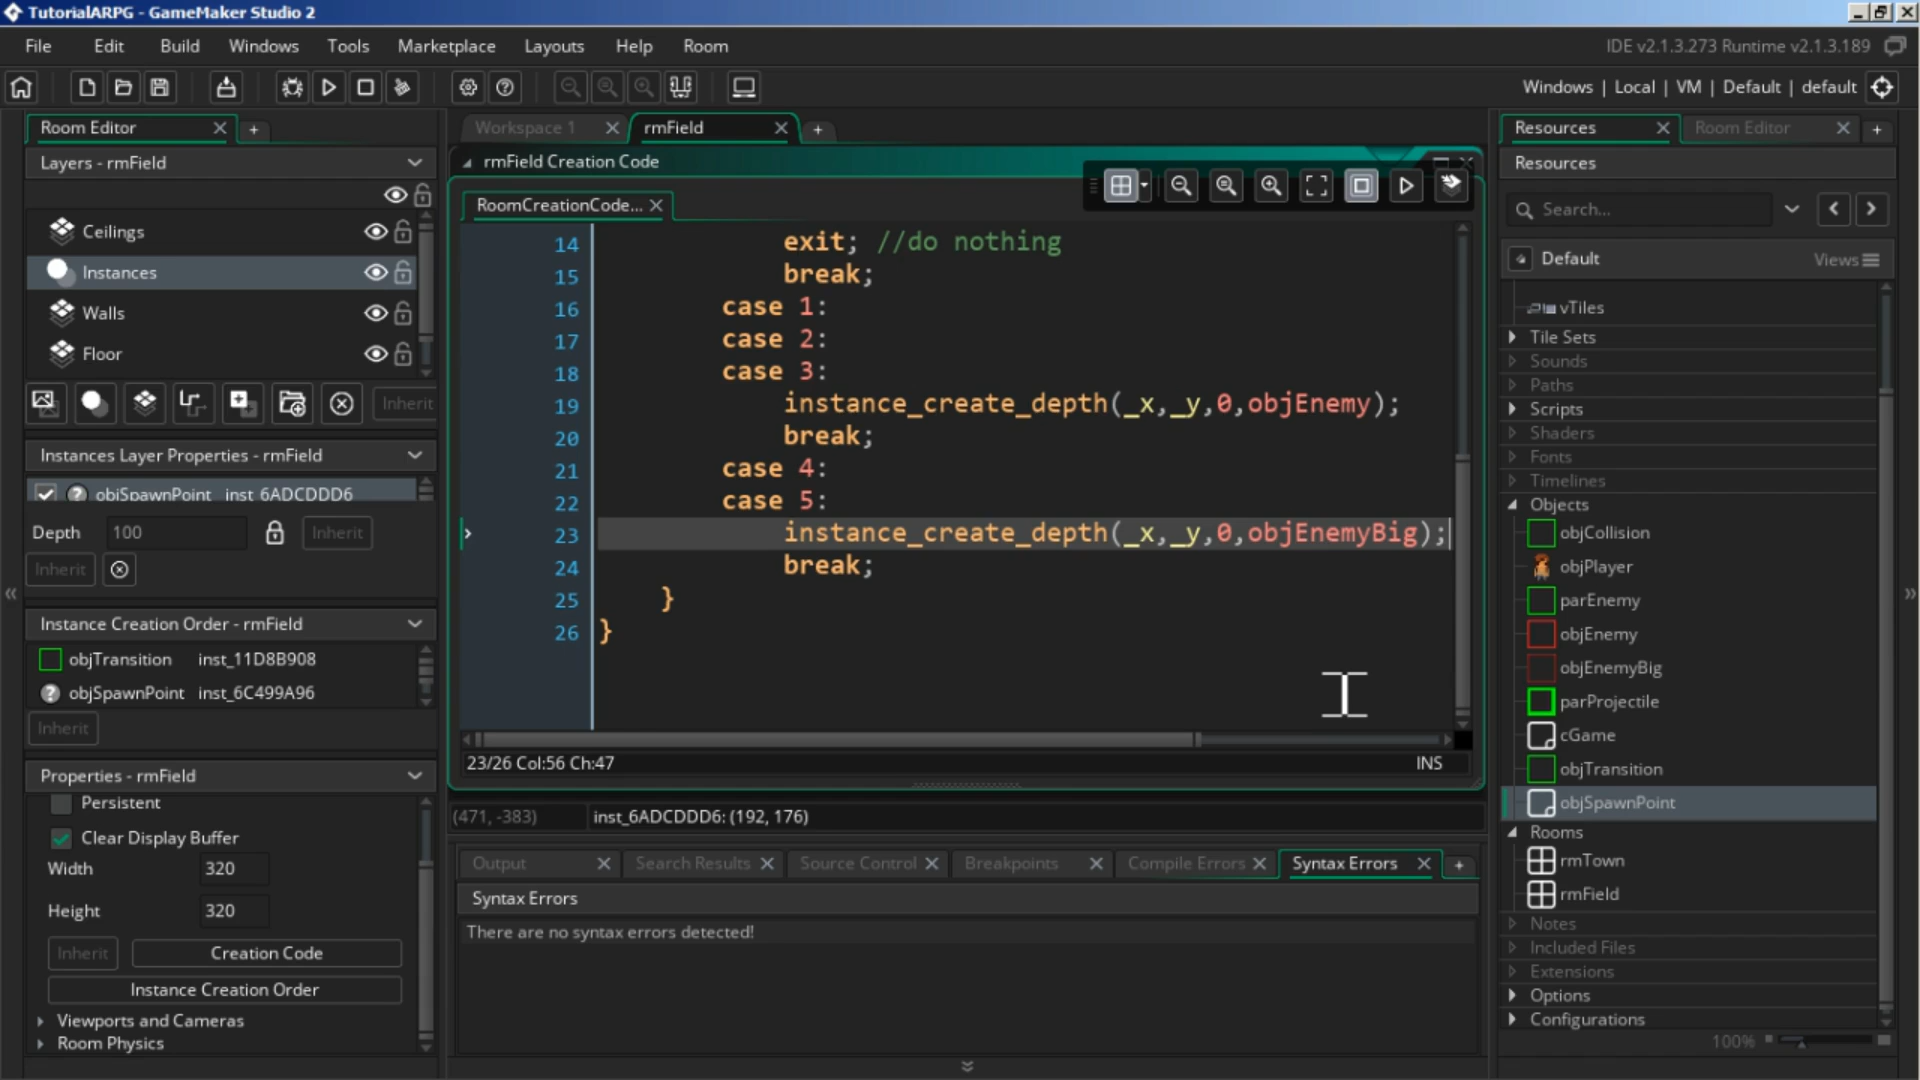 TutorialARPG - GameMaker Studio 2
File Edit Build Windows Tools Marketplace Layouts Help Room
IDE v2.1.3.273 Runtime v2.1.3.189
Windows | Local | VM | Default | default
Room Editor
Layers - rmField
Ceilings
Instances
Walls
Floor
Inherit
Instances Layer Properties - rmField
objSpawnPoint inst_6ADCDDD6
Depth 100 Inherit
Inherit
Instance Creation Order - rmField
objTransition inst_11D8B908
objSpawnPoint inst_6C499A96
Inherit
Properties - rmField
Persistent
Clear Display Buffer
Width 320
Height 320
Inherit Creation Code
Instance Creation Order
Viewports and Cameras
Room Physics
Workspace 1 rmField
rmField Creation Code
RoomCreationCode...
14 exit; //do nothing
15 break;
16 case 1:
17 case 2:
18 case 3:
19 instance_create_depth(_x,_y,0,objEnemy);
20 break;
21 case 4:
22 case 5:
23 instance_create_depth(_x,_y,0,objEnemyBig);
24 break;
25 }
26 }
23/26 Col:56 Ch:47 INS
(471, -383) inst_6ADCDDD6: (192, 176)
Output Search Results Source Control Breakpoints Compile Errors Syntax Errors
Syntax Errors
There are no syntax errors detected!
Resources Room Editor
Resources
Search...
Default Views
vTiles
Tile Sets
Sounds
Paths
Scripts
Shaders
Fonts
Timelines
Objects
objCollision
objPlayer
parEnemy
objEnemy
objEnemyBig
parProjectile
cGame
objTransition
objSpawnPoint
Rooms
rmTown
rmField
Notes
Included Files
Extensions
Options
Configurations
100%